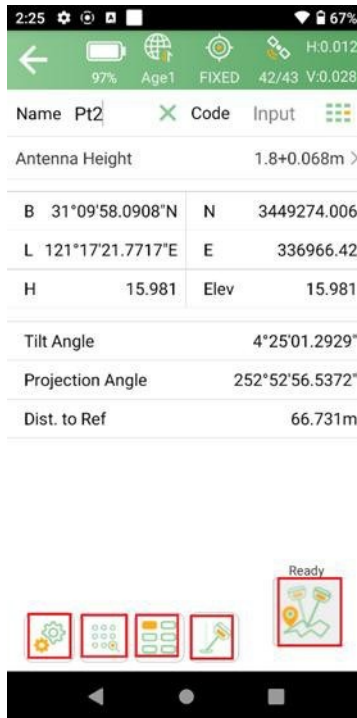 2:25 67%
H:0.012
97% Age1 FIXED 42/43 V:0.028
Name Pt2 Code Input
Antenna Height 1.8+0.068m >
B 31°09'58.0908"N N 3449274.006
L 121°17'21.7717"E E 336966.42
H 15.981 Elev 15.981
Tilt Angle 4°25'01.2929"
Projection Angle 252°52'56.5372"
Dist. to Ref 66.731m
Ready